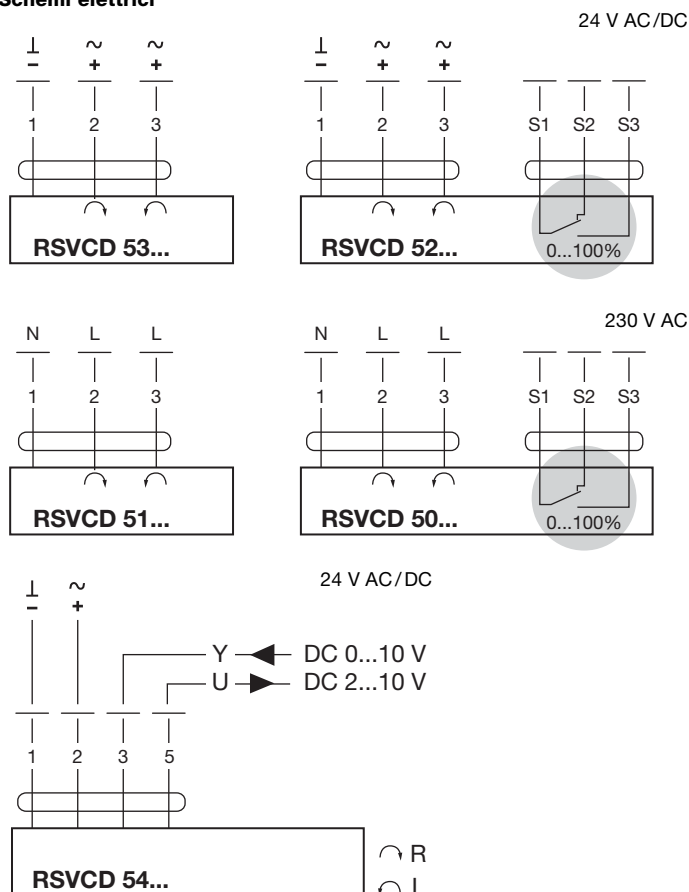 Schemi elettrici
24 V AC/DC
⊥ ~ ~
- + +
1 2 3
RSVCD 53...
⊥ ~ ~
- + +
1 2 3 S1 S2 S3
RSVCD 52...
0...100%
230 V AC
N L L
1 2 3
RSVCD 51...
N L L
1 2 3 S1 S2 S3
RSVCD 50...
0...100%
24 V AC/DC
⊥ ~
- +
Y DC 0...10 V
U DC 2...10 V
1 2 3 5
R
L
RSVCD 54...